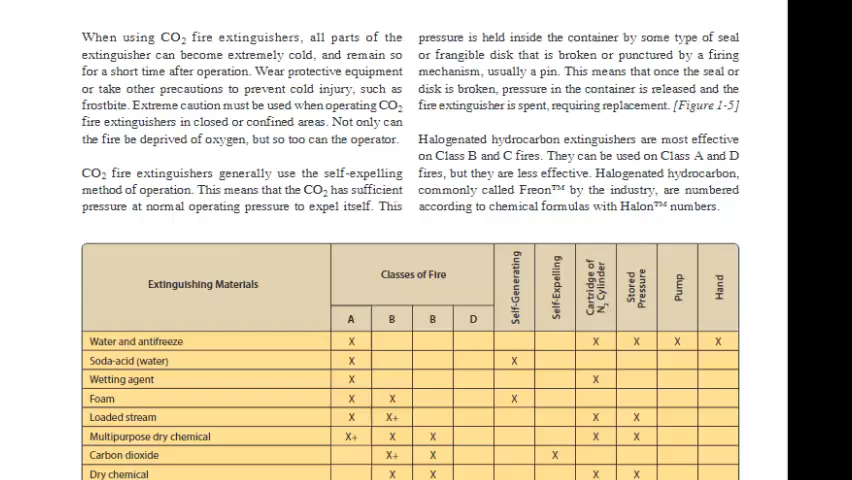 When using CO2 fire extinguishers, all parts of the
extinguisher can become extremely cold, and remain so
for a short time after operation. Wear protective equipment
or take other precautions to prevent cold injury, such as
frostbite. Extreme caution must be used when operating CO2
fire extinguishers in closed or confined areas. Not only can
the fire be deprived of oxygen, but so too can the operator.
CO2 fire extinguishers generally use the self-expelling
method of operation. This means that the CO2 has sufficient
pressure at normal operating pressure to expel itself. This
pressure is held inside the container by some type of seal
or frangible disk that is broken or punctured by a firing
mechanism, usually a pin. This means that once the seal or
disk is broken, pressure in the container is released and the
fire extinguisher is spent, requiring replacement. [Figure 1-5]
Halogenated hydrocarbon extinguishers are most effective
on Class B and C fires. They can be used on Class A and D
fires, but they are less effective. Halogenated hydrocarbon,
commonly called Freon™ by the industry, are numbered
according to chemical formulas with Halon™ numbers.
Extinguishing Materials
Classes of Fire
Self-Generating
Self-Expelling
Cartridge of
N2 Cylinder
Stored
Pressure
Pump
Hand
A B B D
Water and antifreeze X X X X X
Soda-acid (water) X X
Wetting agent X X
Foam X X X
Loaded stream X X+ X X
Multipurpose dry chemical X+ X X X X
Carbon dioxide X+ X X
Dry chemical X X X X